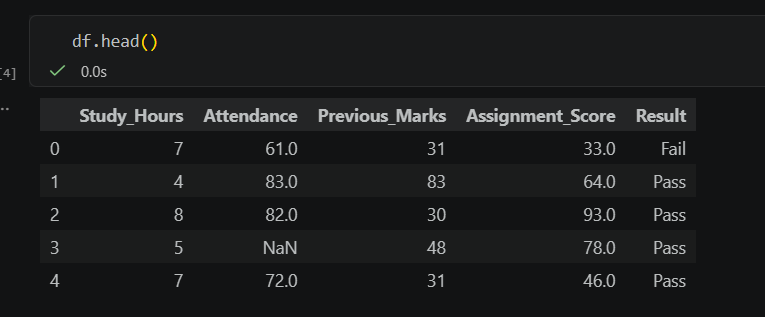 df.head()
[4]
0.0s
..
Study_Hours Attendance Previous_Marks Assignment_Score Result
0 7 61.0 31 33.0 Fail
1 4 83.0 83 64.0 Pass
2 8 82.0 30 93.0 Pass
3 5 NaN 48 78.0 Pass
4 7 72.0 31 46.0 Pass